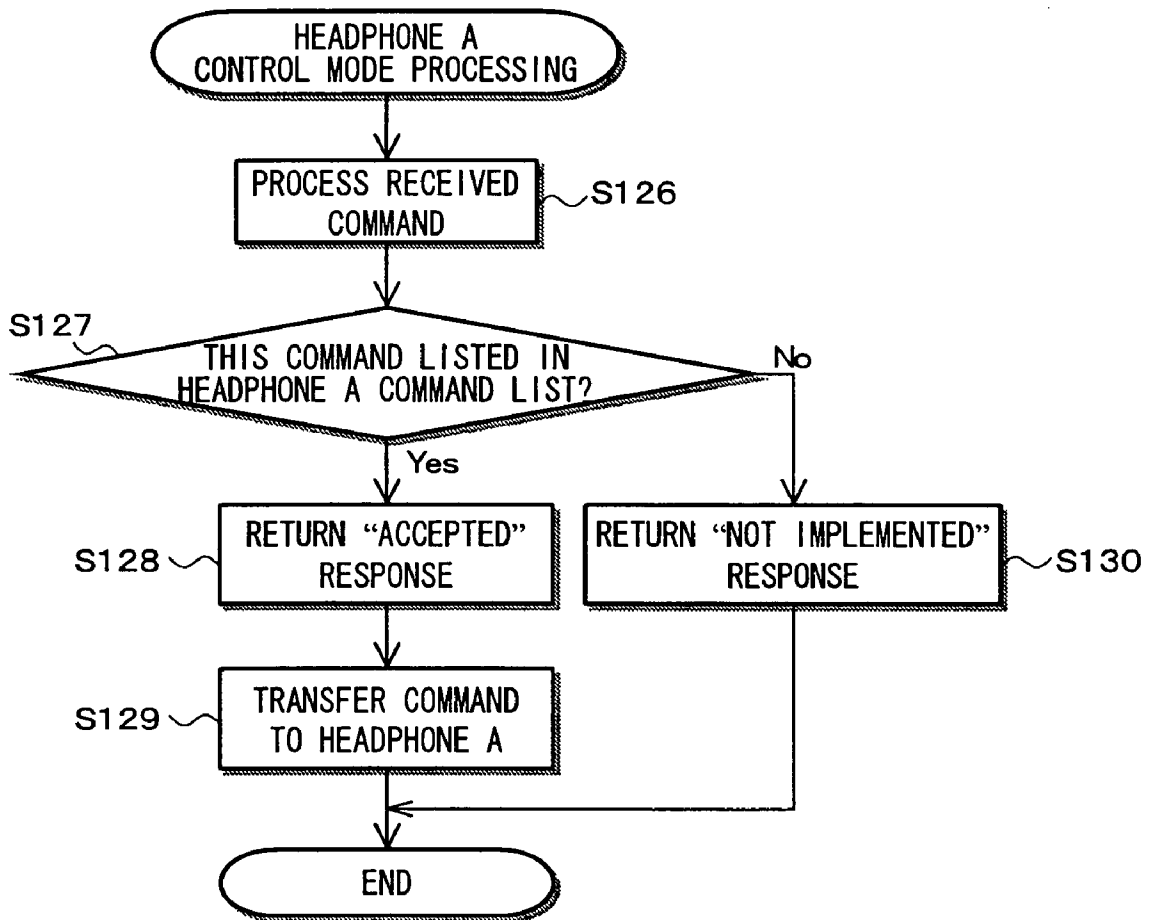 HEADPHONE A
CONTROL MODE PROCESSING
PROCESS RECEIVED
COMMAND
S126
S127
THIS COMMAND LISTED IN
HEADPHONE A COMMAND LIST?
No
Yes
RETURN “ACCEPTED”
RESPONSE
S128
RETURN “NOT IMPLEMENTED”
RESPONSE
S130
TRANSFER COMMAND
TO HEADPHONE A
S129
END